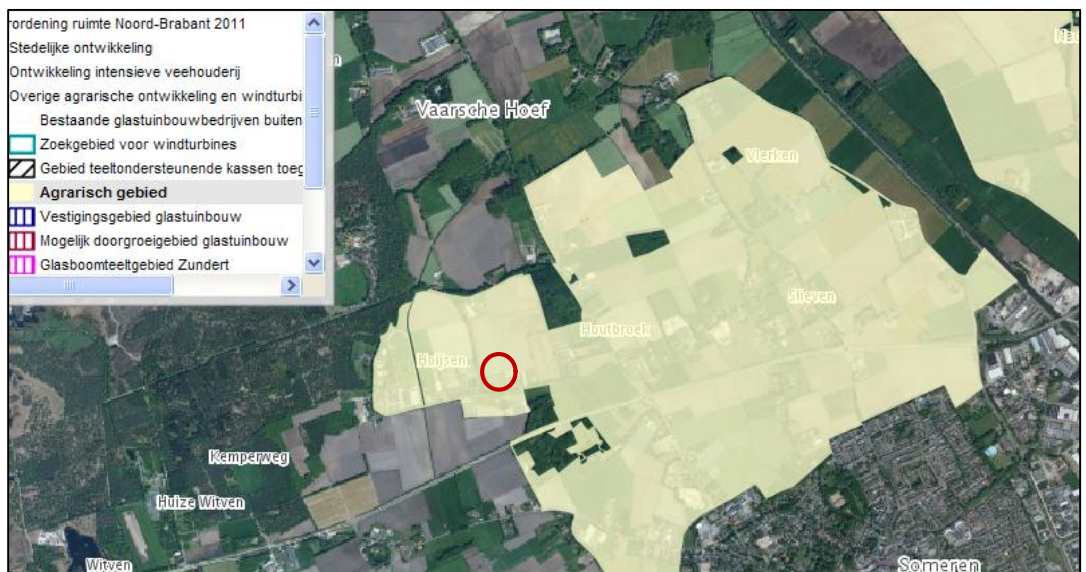 rordening ruimte Noord-Brabant 2011
Stedelijke ontwikkeling
Ontwikkeling intensieve veehouderij
Overige agrarische ontwikkeling en windturbi
Bestaande glastuinbouwbedrijven buiten
Zoekgebied voor windturbines
Gebied teeltondersteunende kassen toeg
Agrarisch gebied
Vestigingsgebied glastuinbouw
Mogelijk doorgroeigebied glastuinbouw
Glasboomteeltgebied Zundert
Vaarsche Hoef
Vlerken
Slieven
Houtbroek
Hoijsen
Kemperweg
Huize Witven
Witven
Someren